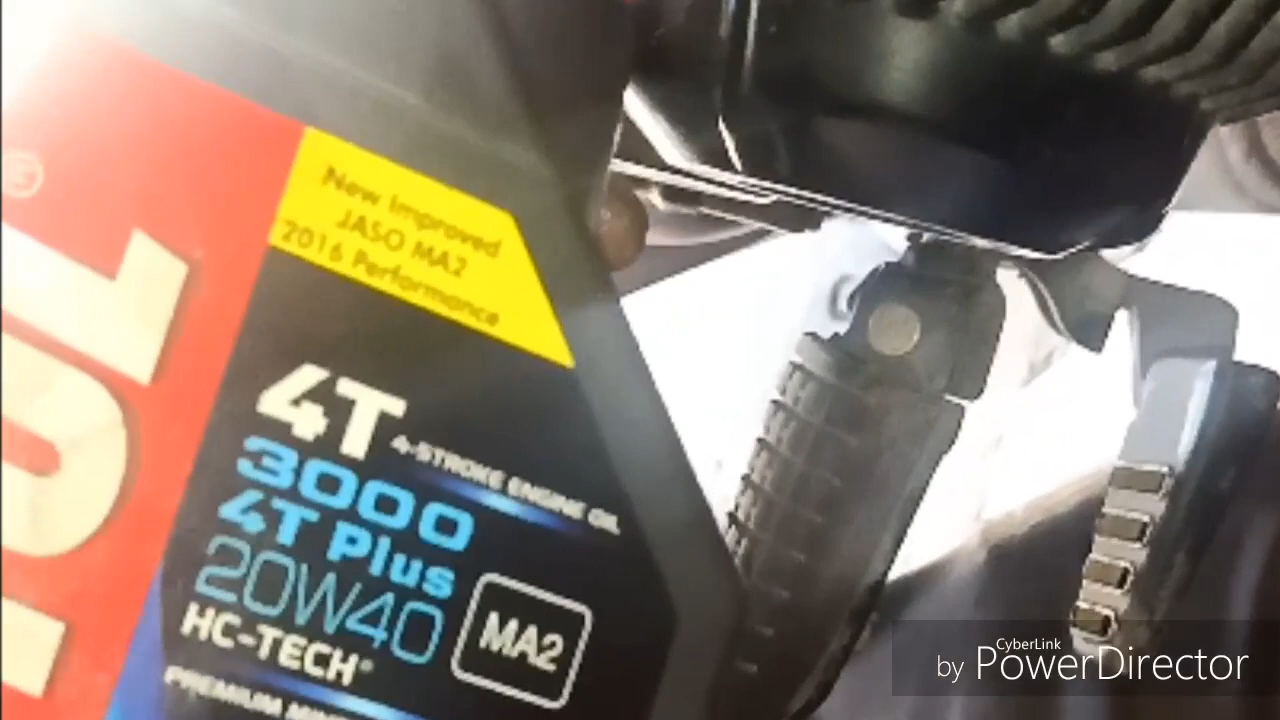 New Improved
JASO MA2
2016 Performance
4T
4-STROKE ENGINE OIL
3000
4T Plus
20W40
MA2
HC-TECH®
PREMIUM
CyberLink
by PowerDirector